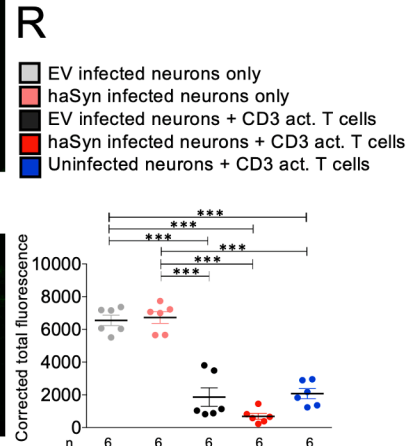 R
EV infected neurons only
haSyn infected neurons only
EV infected neurons + CD3 act. T cells
haSyn infected neurons + CD3 act. T cells
Uninfected neurons + CD3 act. T cells
***
***
***
***
***
***
Corrected total fluorescence
10000
8000
6000
4000
2000
0
n 6 6 6 6 6